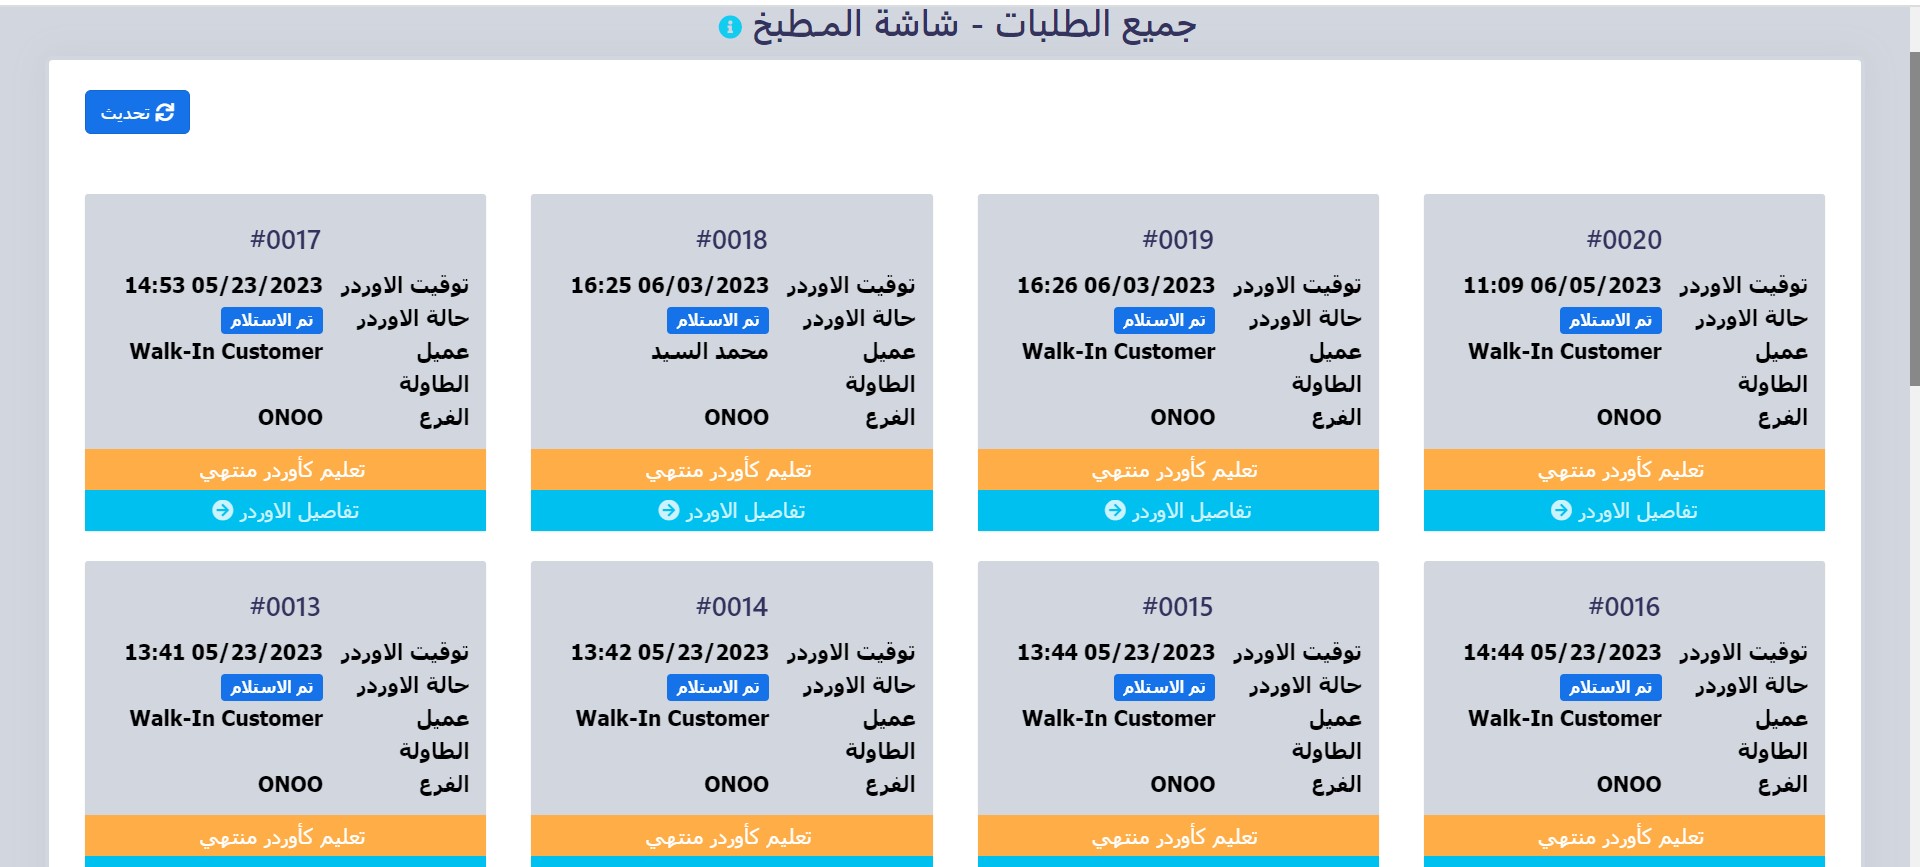 جميع الطلبات - شاشة المطبخ
تحديث
#0020
توقيت الاوردر 06/05/2023 11:09
حالة الاوردر تم الاستلام
عميل Walk-In Customer
الطاولة
الفرع ONOO
تعليم كأوردر منتهي
تفاصيل الاوردر
#0019
توقيت الاوردر 06/03/2023 16:26
حالة الاوردر تم الاستلام
عميل Walk-In Customer
الطاولة
الفرع ONOO
تعليم كأوردر منتهي
تفاصيل الاوردر
#0018
توقيت الاوردر 06/03/2023 16:25
حالة الاوردر تم الاستلام
عميل محمد السيد
الطاولة
الفرع ONOO
تعليم كأوردر منتهي
تفاصيل الاوردر
#0017
توقيت الاوردر 05/23/2023 14:53
حالة الاوردر تم الاستلام
عميل Walk-In Customer
الطاولة
الفرع ONOO
تعليم كأوردر منتهي
تفاصيل الاوردر
#0016
توقيت الاوردر 05/23/2023 14:44
حالة الاوردر تم الاستلام
عميل Walk-In Customer
الطاولة
الفرع ONOO
تعليم كأوردر منتهي
#0015
توقيت الاوردر 05/23/2023 13:44
حالة الاوردر تم الاستلام
عميل Walk-In Customer
الطاولة
الفرع ONOO
تعليم كأوردر منتهي
#0014
توقيت الاوردر 05/23/2023 13:42
حالة الاوردر تم الاستلام
عميل Walk-In Customer
الطاولة
الفرع ONOO
تعليم كأوردر منتهي
#0013
توقيت الاوردر 05/23/2023 13:41
حالة الاوردر تم الاستلام
عميل Walk-In Customer
الطاولة
الفرع ONOO
تعليم كأوردر منتهي